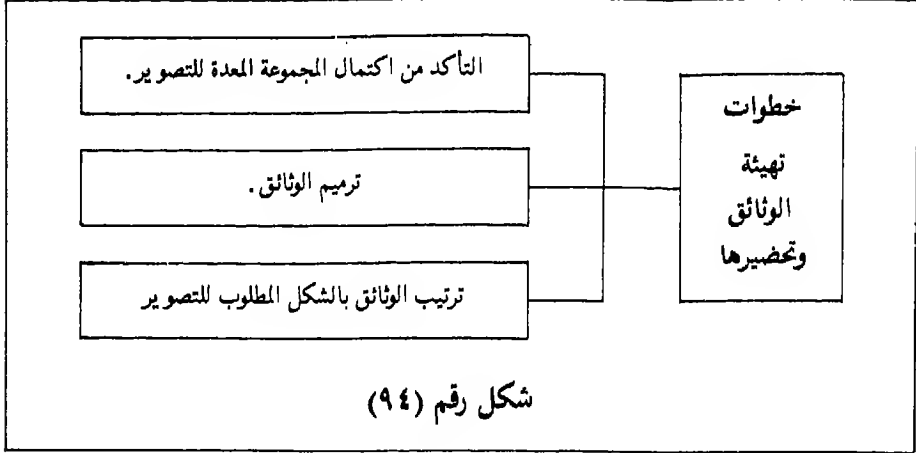 خطوات
تهيئة
الوثائق
وتحضيرها
التأكد من اكتمال المجموعة المعدة للتصوير.
ترميم الوثائق.
ترتيب الوثائق بالشكل المطلوب للتصوير
شكل رقم (٩٤)